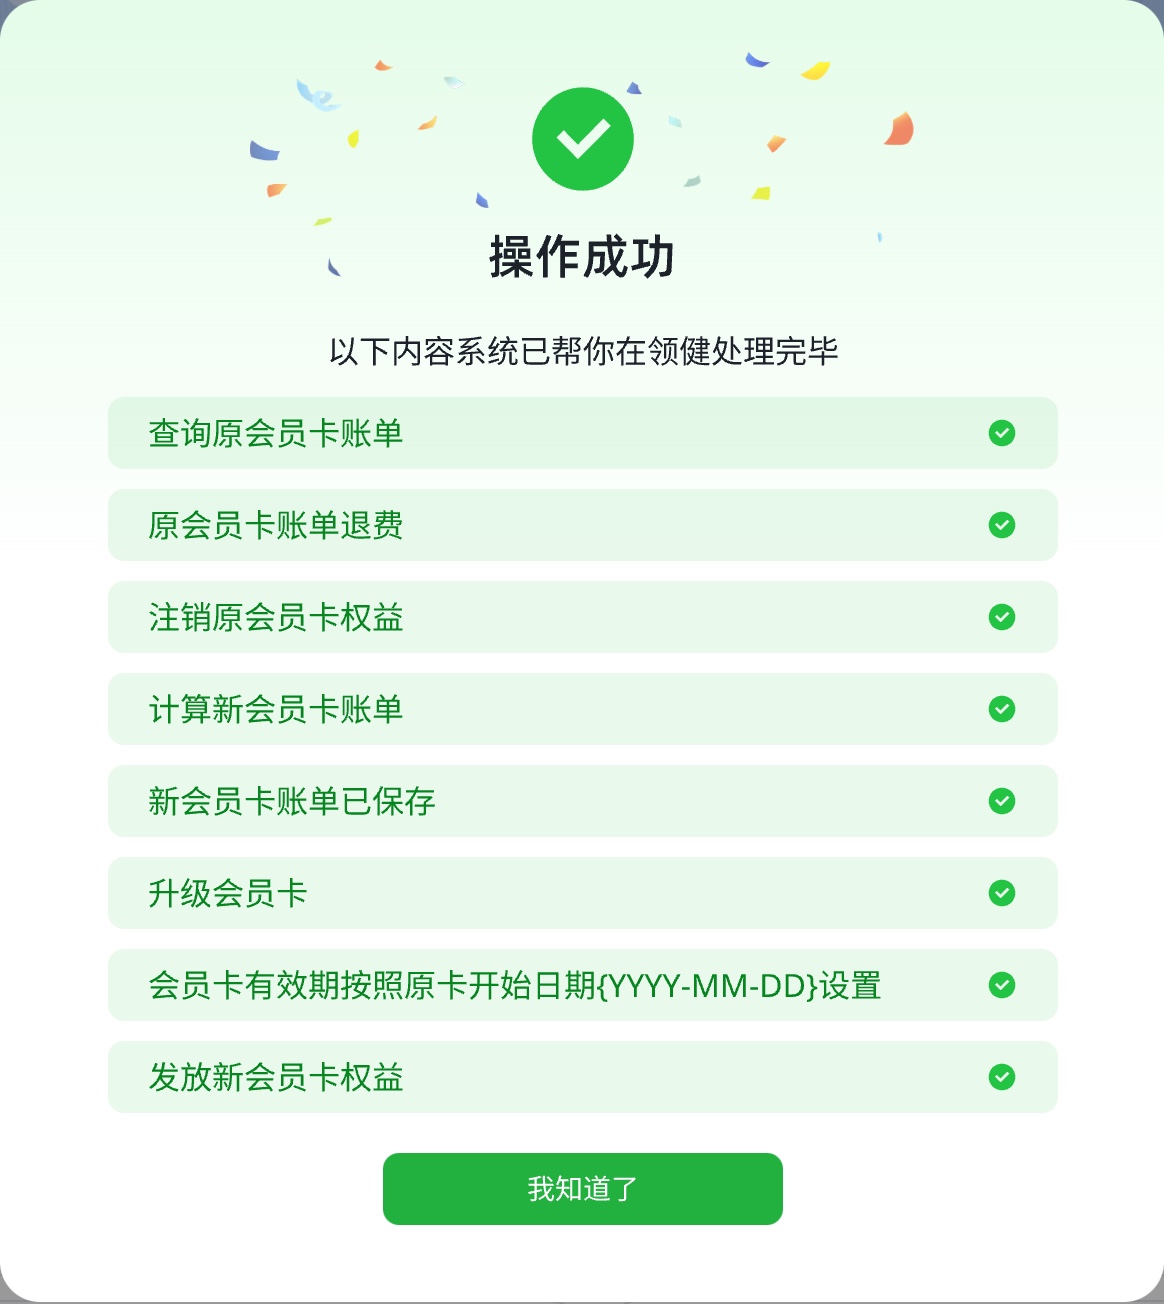 操作成功
以下内容系统已帮你在领健处理完毕
查询原会员卡账单
原会员卡账单退费
注销原会员卡权益
计算新会员卡账单
新会员卡账单已保存
升级会员卡
会员卡有效期按照原卡开始日期{YYYY-MM-DD}设置
发放新会员卡权益
我知道了